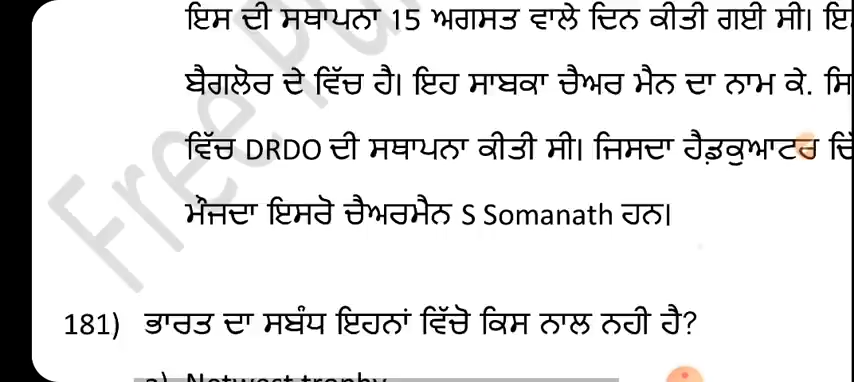 ਇਸ ਦੀ ਸਥਾਪਨਾ 15 ਅਗਸਤ ਵਾਲੇ ਦਿਨ ਕੀਤੀ ਗਈ ਸੀ।
ਬੈਗਲੋਰ ਦੇ ਵਿੱਚ ਹੈ। ਇਹ ਸਾਬਕਾ ਚੈਅਰ ਮੈਨ ਦਾ ਨਾਮ ਕੇ.
ਵਿੱਚ DRDO ਦੀ ਸਥਾਪਨਾ ਕੀਤੀ ਸੀ। ਜਿਸਦਾ ਹੈਡਕੁਆਟਰ
ਮੌਜਦਾ ਇਸਰੋ ਚੈਅਰਮੈਨ S Somanath ਹਨ।
181) ਭਾਰਤ ਦਾ ਸਬੰਧ ਇਹਨਾਂ ਵਿੱਚੋ ਕਿਸ ਨਾਲ ਨਹੀ ਹੈ?
Free